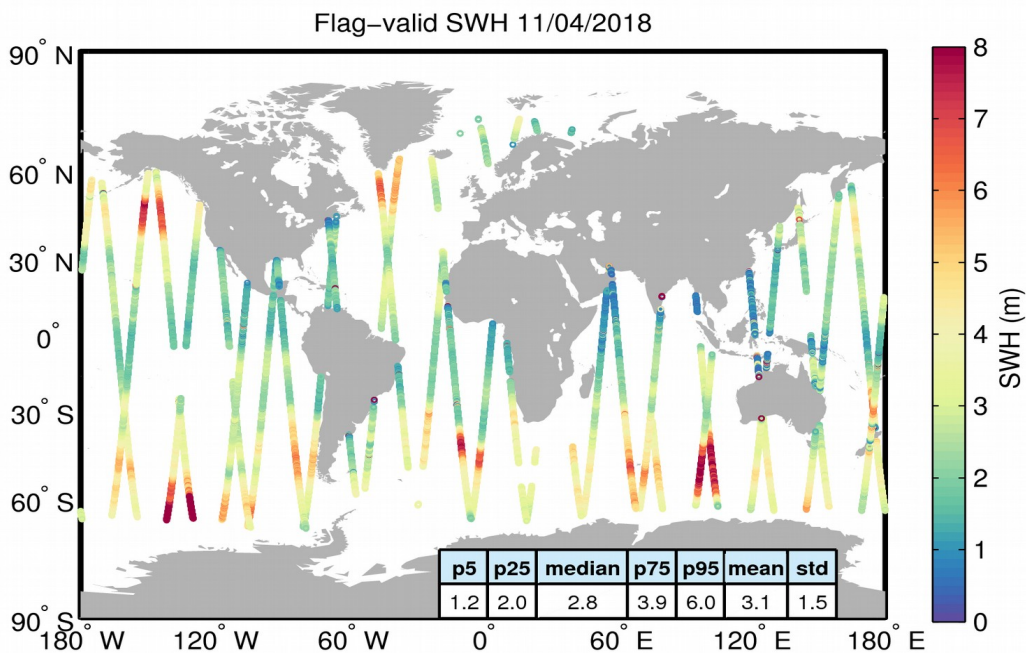 Flag−valid SWH 11/04/2018
90° N
60° N
30° N
0°
30° S
60° S
90° S
180° W
120° W
60° W
0°
60° E
120° E
180° E
p5 p25 median p75 p95 mean std
1.2 2.0 2.8 3.9 6.0 3.1 1.5
8
7
6
5
4
3
2
1
0
SWH (m)